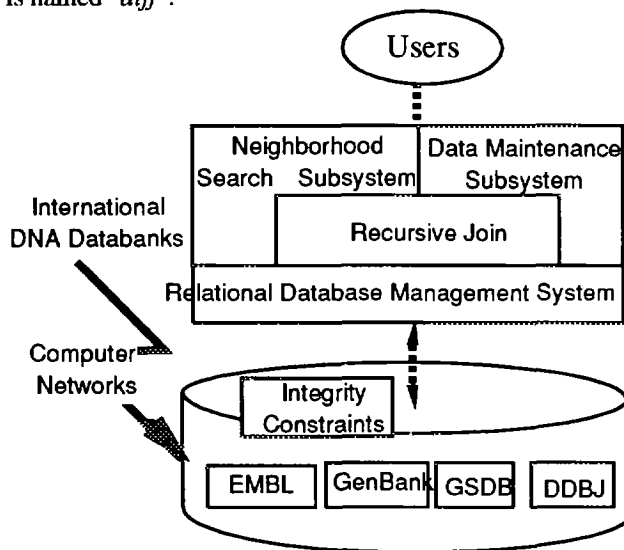 is named "diff".
Users
Neighborhood
Search Subsystem
Data Maintenance
Subsystem
International
DNA Databanks
Recursive Join
Relational Database Management System
Computer
Networks
Integrity
Constraints
EMBL
GenBank
GSDB
DDBJ